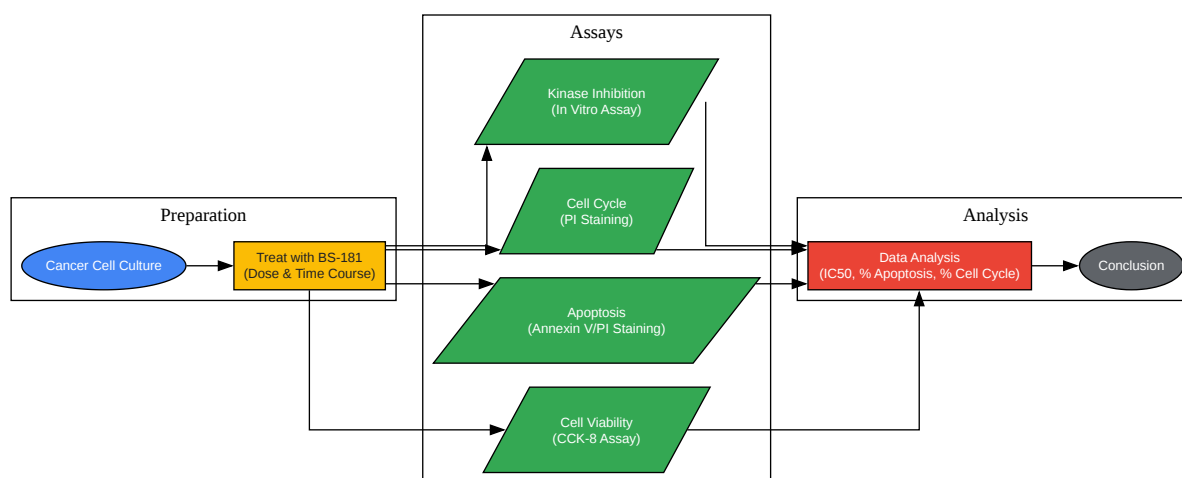 Preparation
Cancer Cell Culture
Treat with BS-181
(Dose & Time Course)
Assays
Kinase Inhibition
(In Vitro Assay)
Cell Cycle
(PI Staining)
Apoptosis
(Annexin V/PI Staining)
Cell Viability
(CCK-8 Assay)
Analysis
Data Analysis
(IC50, % Apoptosis, % Cell Cycle)
Conclusion